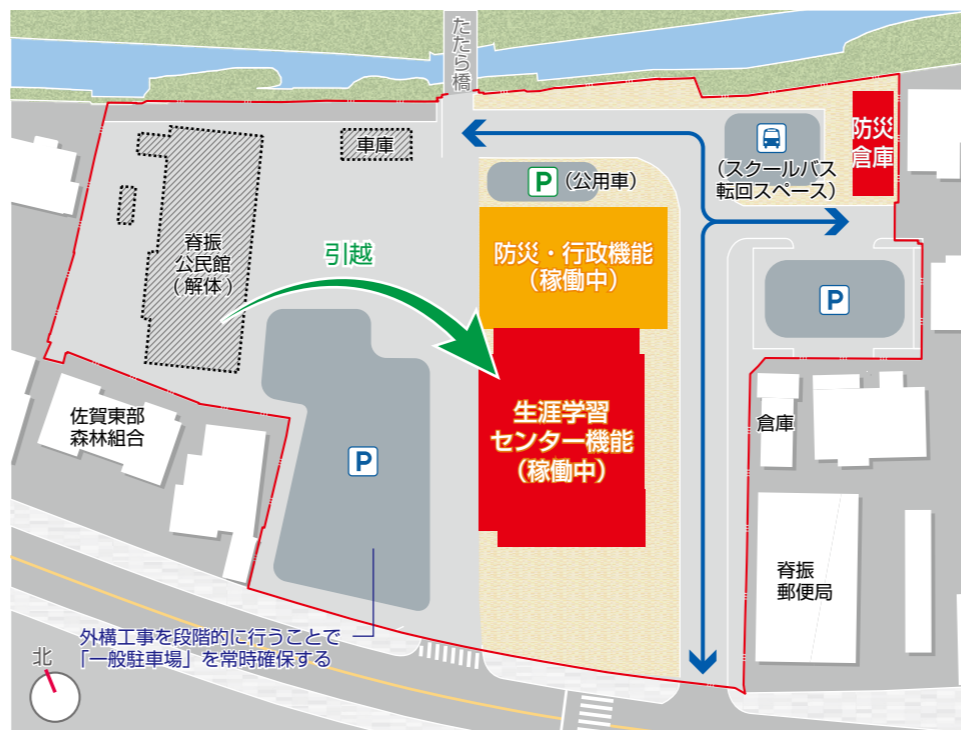 たたら橋
車庫
P（公用車）
（スクールバス
転回スペース）
防災
倉庫
脊振
公民館
（解体）
引越
防災・行政機能
（稼働中）
P
生涯学習
センター機能
（稼働中）
佐賀東部
森林組合
P
倉庫
脊振
郵便局
外構工事を段階的に行うことで
「一般駐車場」を常時確保する
北